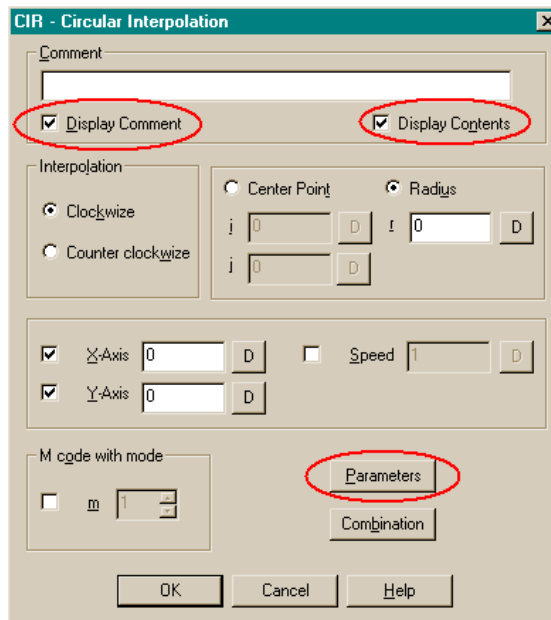 CIR - Circular Interpolation
Comment
Display Comment
Display Contents
Interpolation
Clockwize
Counter clockwize
Center Point
Radius
i 0 D
r 0 D
j 0 D
X-Axis 0 D
Speed 1 D
Y-Axis 0 D
M code with mode
m 1
Parameters
Combination
OK
Cancel
Help